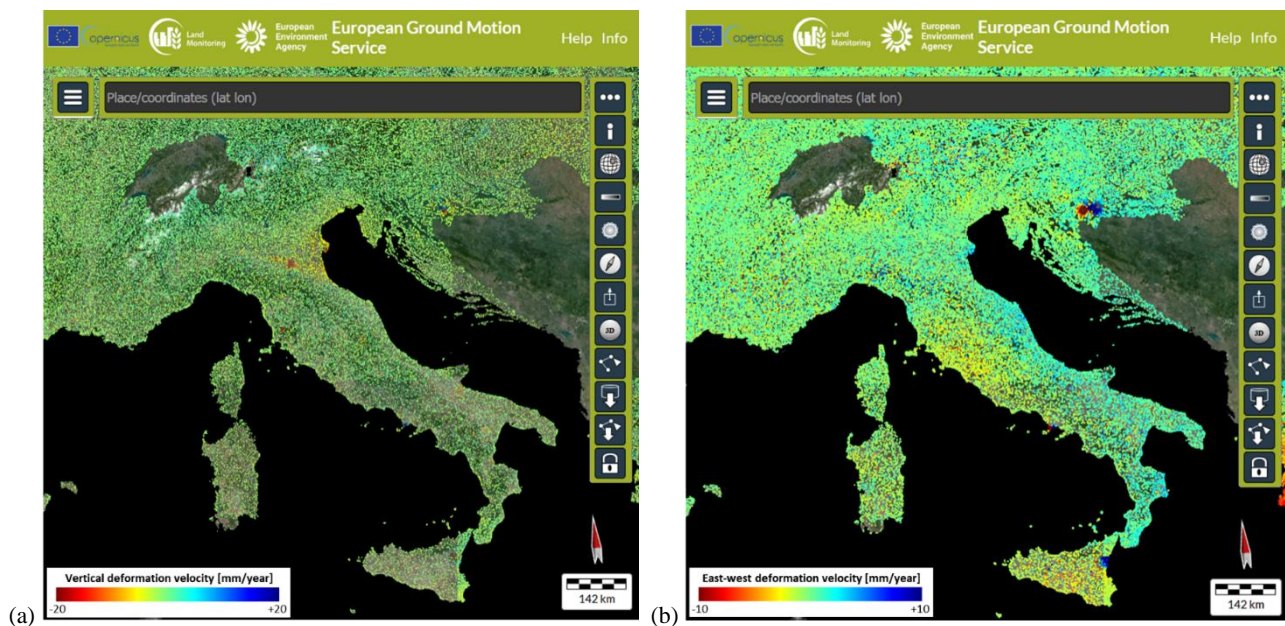 Copernicus
Land
Monitoring
European
Environment
Agency
European Ground Motion
Service
Help Info
Place/coordinates (lat lon)
3D
Vertical deformation velocity [mm/year]
-20 +20
142 km
(a)
Copernicus
Land
Monitoring
European
Environment
Agency
European Ground Motion
Service
Help Info
Place/coordinates (lat lon)
3D
East-west deformation velocity [mm/year]
-10 +10
142 km
(b)